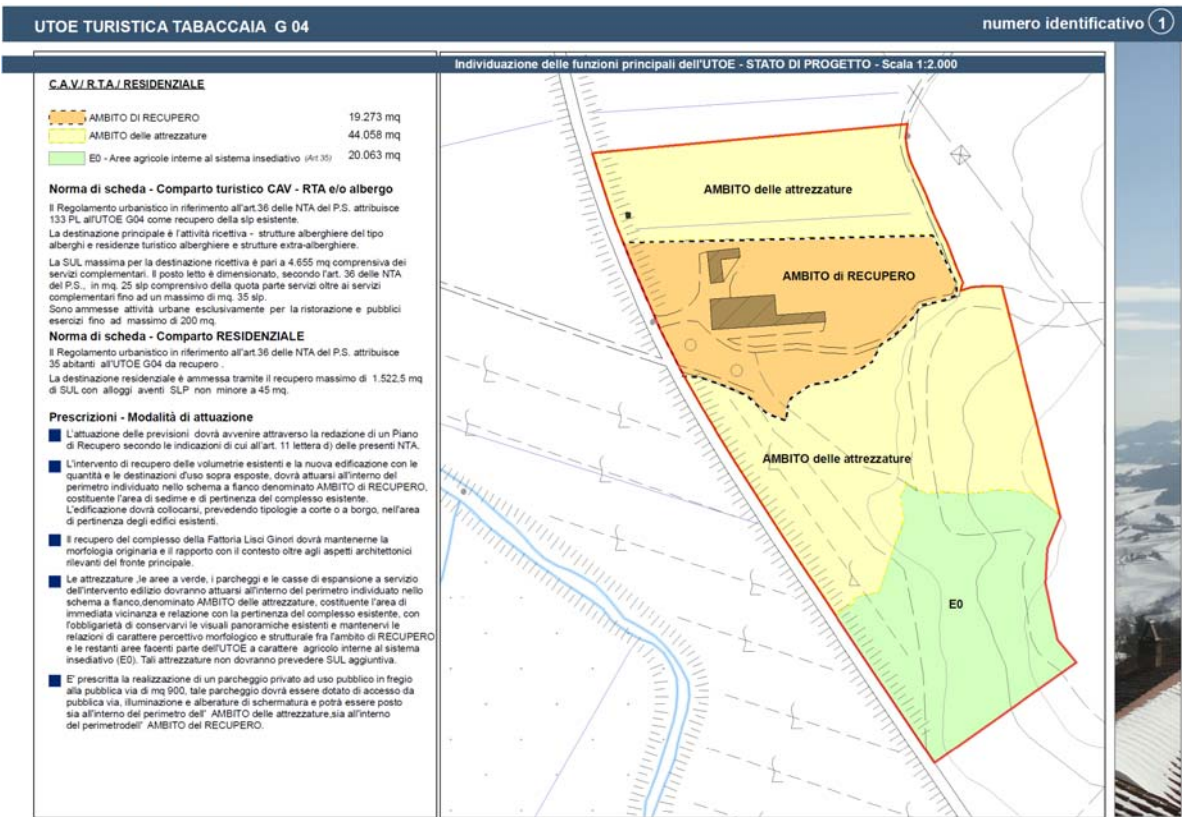 UTOE TURISTICA TABACCAIA G 04
numero identificativo 1
Individuazione delle funzioni principali dell'UTOE - STATO DI PROGETTO - Scala 1:2.000
C.A.V./ R.T.A./ RESIDENZIALE
AMBITO DI RECUPERO 19.273 mq
AMBITO delle attrezzature 44.058 mq
E0 - Aree agricole interne al sistema insediativo (Art.35) 20.063 mq
Norma di scheda - Comparto turistico CAV - RTA e/o albergo
Il Regolamento urbanistico in riferimento all'art.36 delle NTA del P.S. attribuisce
133 PL all'UTOE G04 come recupero della slp esistente.
La destinazione principale è l'attività ricettiva - strutture alberghiere del tipo
alberghi e residenze turistico alberghiere e strutture extra-alberghiere.
La SUL massima per la destinazione ricettiva è pari a 4.655 mq comprensiva dei
servizi complementari. Il posto letto è dimensionato, secondo l'art. 36 delle NTA
del P.S., in mq. 25 slp comprensivo della quota parte servizi oltre ai servizi
complementari fino ad un massimo di mq. 35 slp.
Sono ammesse attività urbane esclusivamente per la ristorazione e pubblici
esercizi fino ad massimo di 200 mq.
Norma di scheda - Comparto RESIDENZIALE
Il Regolamento urbanistico in riferimento all'art.36 delle NTA del P.S. attribuisce
35 abitanti all'UTOE G04 da recupero .
La destinazione residenziale è ammessa tramite il recupero massimo di 1.522,5 mq
di SUL con alloggi aventi SLP non minore a 45 mq.
Prescrizioni - Modalità di attuazione
L'attuazione delle previsioni dovrà avvenire attraverso la redazione di un Piano
di Recupero secondo le indicazioni di cui all'art. 11 lettera d) delle presenti NTA.
L'intervento di recupero delle volumetrie esistenti e la nuova edificazione con le
quantità e le destinazioni d'uso sopra esposte, dovrà attuarsi all'interno del
perimetro individuato nello schema a fianco denominato AMBITO di RECUPERO,
costituente l'area di sedime e di pertinenza del complesso esistente.
L'edificazione dovrà collocarsi, prevedendo tipologie a corte o a borgo, nell'area
di pertinenza degli edifici esistenti.
Il recupero del complesso della Fattoria Lisci Ginori dovrà mantenerne la
morfologia originaria e il rapporto con il contesto oltre agli aspetti architettonici
rilevanti del fronte principale.
Le attrezzature ,le aree a verde, i parcheggi e le casse di espansione a servizio
dell'intervento edilizio dovranno attuarsi all'interno del perimetro individuato nello
schema a fianco,denominato AMBITO delle attrezzature, costituente l'area di
immediata vicinanza e relazione con la pertinenza del complesso esistente, con
l'obbligarietà di conservarvi le visuali panoramiche esistenti e mantenervi le
relazioni di carattere percettivo morfologico e strutturale fra l'ambito di RECUPERO
e le restanti aree facenti parte dell'UTOE a carattere agricolo interne al sistema
insediativo (E0). Tali attrezzature non dovranno prevedere SUL aggiuntiva.
E' prescritta la realizzazione di un parcheggio privato ad uso pubblico in fregio
alla pubblica via di mq 900, tale parcheggio dovrà essere dotato di accesso da
pubblica via, illuminazione e alberature di schermatura e potrà essere posto
sia all'interno del perimetro dell' AMBITO delle attrezzature,sia all'interno
del perimetrodell' AMBITO del RECUPERO.
AMBITO delle attrezzature
AMBITO di RECUPERO
AMBITO delle attrezzature
E0